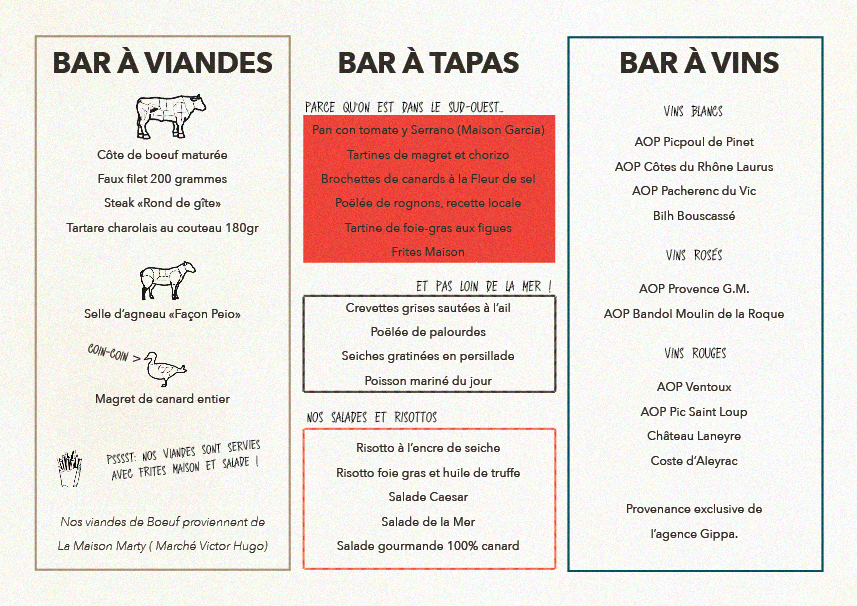 BAR À VIANDES
Côte de boeuf maturée
Faux filet 200 grammes
Steak «Rond de gîte»
Tartare charolais au couteau 180gr
Selle d'agneau «Façon Peio»
COIN-COIN >
Magret de canard entier
PSSSST: NOS VIANDES SONT SERVIES
AVEC FRITES MAISON ET SALADE !
Nos viandes de Boeuf proviennent de
La Maison Marty ( Marché Victor Hugo)
BAR À TAPAS
PARCE QU'ON EST DANS LE SUD-OUEST...
Pan con tomate y Serrano (Maison Garcia)
Tartines de magret et chorizo
Brochettes de canards à la Fleur de sel
Poëlée de rognons, recette locale
Tartine de foie-gras aux figues
Frites Maison
ET PAS LOIN DE LA MER !
Crevettes grises sautées à l'ail
Poëlée de palourdes
Seiches gratinées en persillade
Poisson mariné du jour
NOS SALADES ET RISOTTOS
Risotto à l'encre de seiche
Risotto foie gras et huile de truffe
Salade Caesar
Salade de la Mer
Salade gourmande 100% canard
BAR À VINS
VINS BLANCS
AOP Picpoul de Pinet
AOP Côtes du Rhône Laurus
AOP Pacherenc du Vic
Bilh Bouscassé
VINS ROSÉS
AOP Provence G.M.
AOP Bandol Moulin de la Roque
VINS ROUGES
AOP Ventoux
AOP Pic Saint Loup
Château Laneyre
Coste d'Aleyrac
Provenance exclusive de
l'agence Gippa.